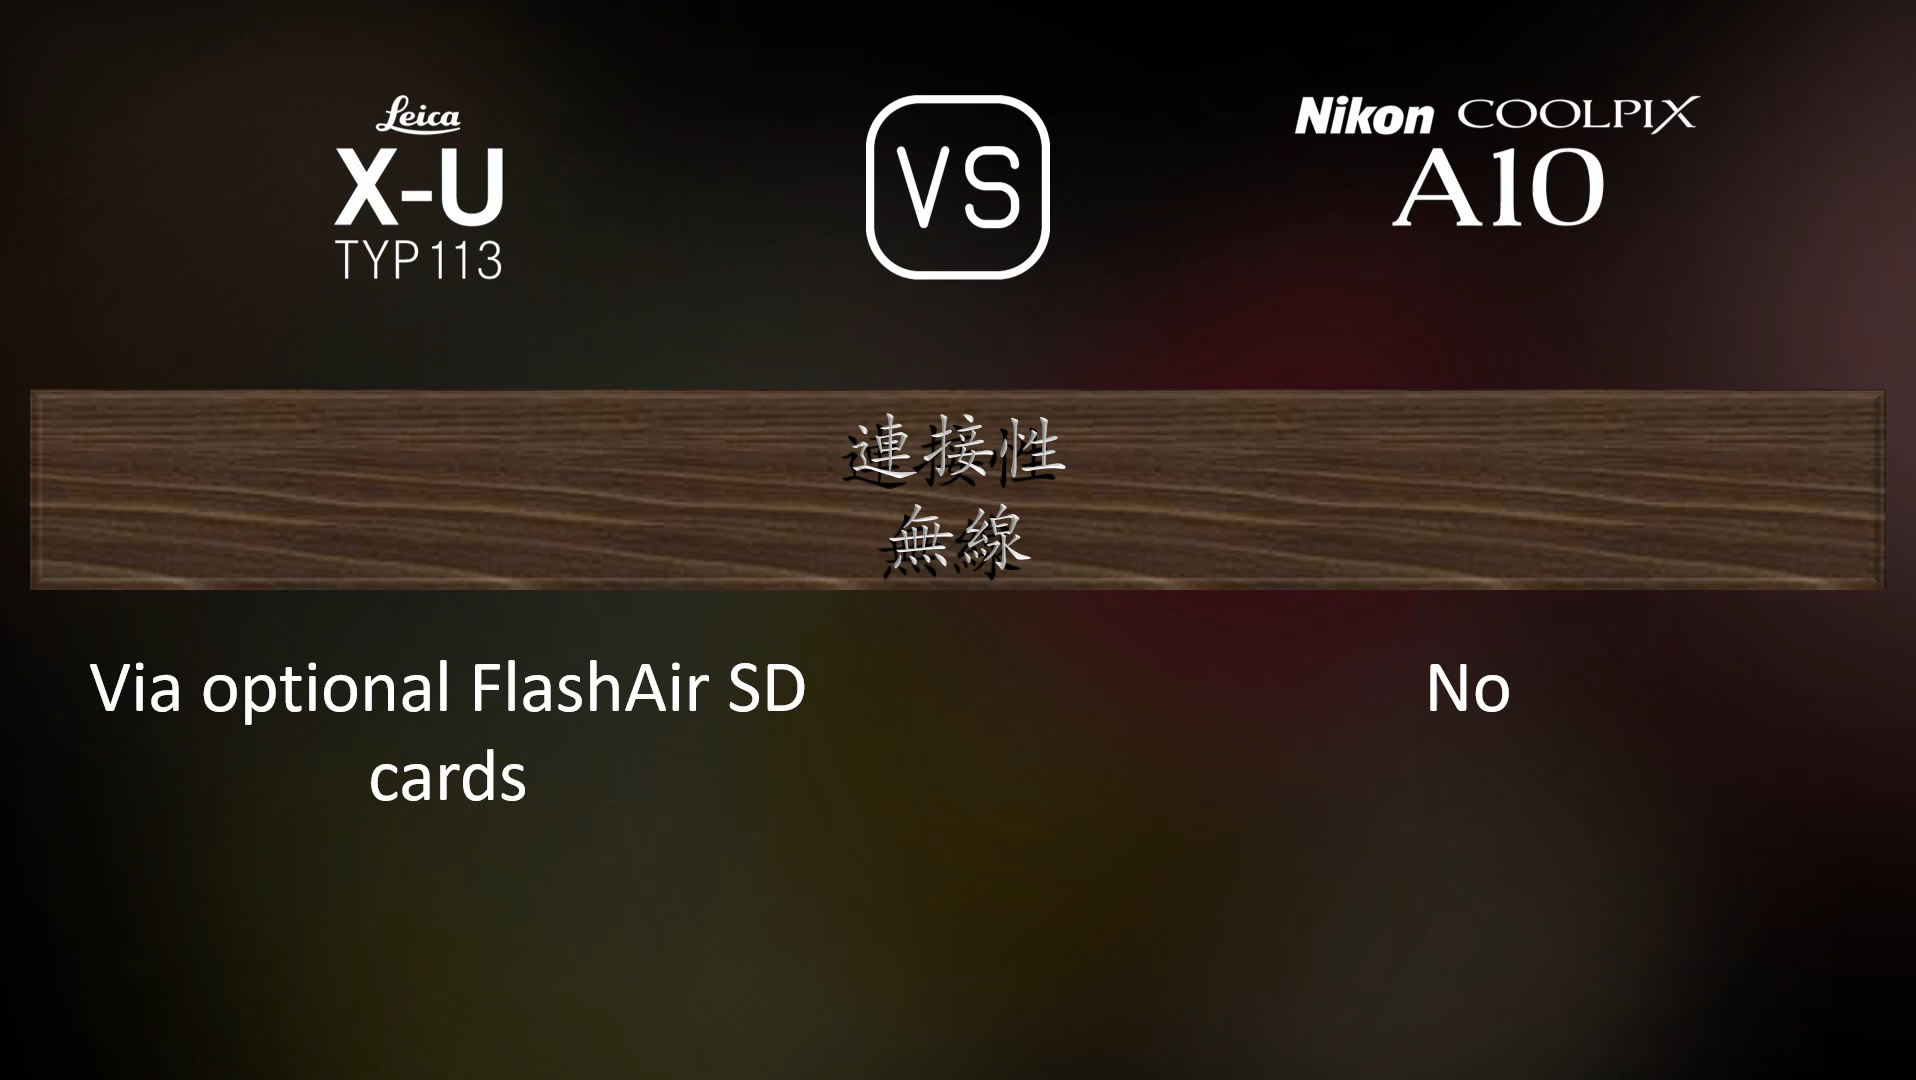 Leica
X-U
TYP 113
VS
Nikon COOLPIX
A10
連接性
無線
Via optional FlashAir SD
cards
No